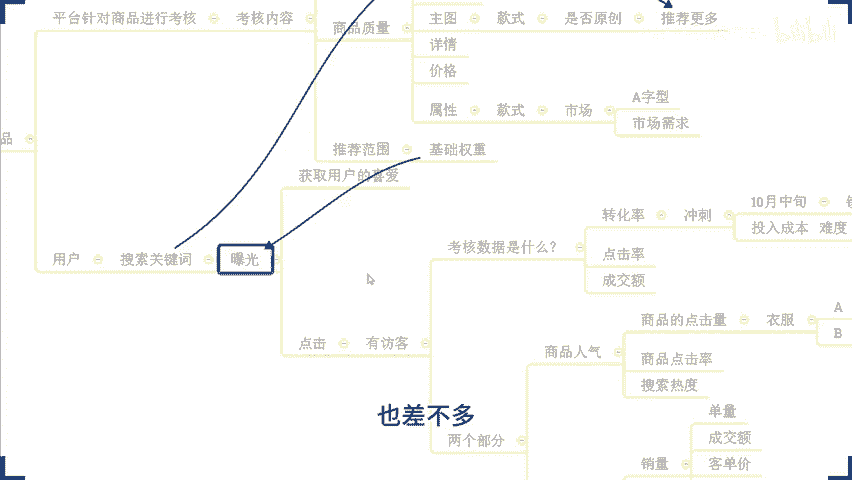 平台针对商品进行考核
考核内容
商品质量
主图
款式
是否原创
推荐更多
详情
价格
属性
款式
市场
A字型
市场需求
品
推荐范围
基础权重
获取用户的喜爱
用户
搜索关键词
曝光
点击
有访客
考核数据是什么?
转化率
冲刺
10月中旬
投入成本 难度
点击率
成交额
两个部分
商品人气
商品的点击量
衣服
A
B
商品点击率
搜索热度
销量
单量
成交额
客单价
也差不多